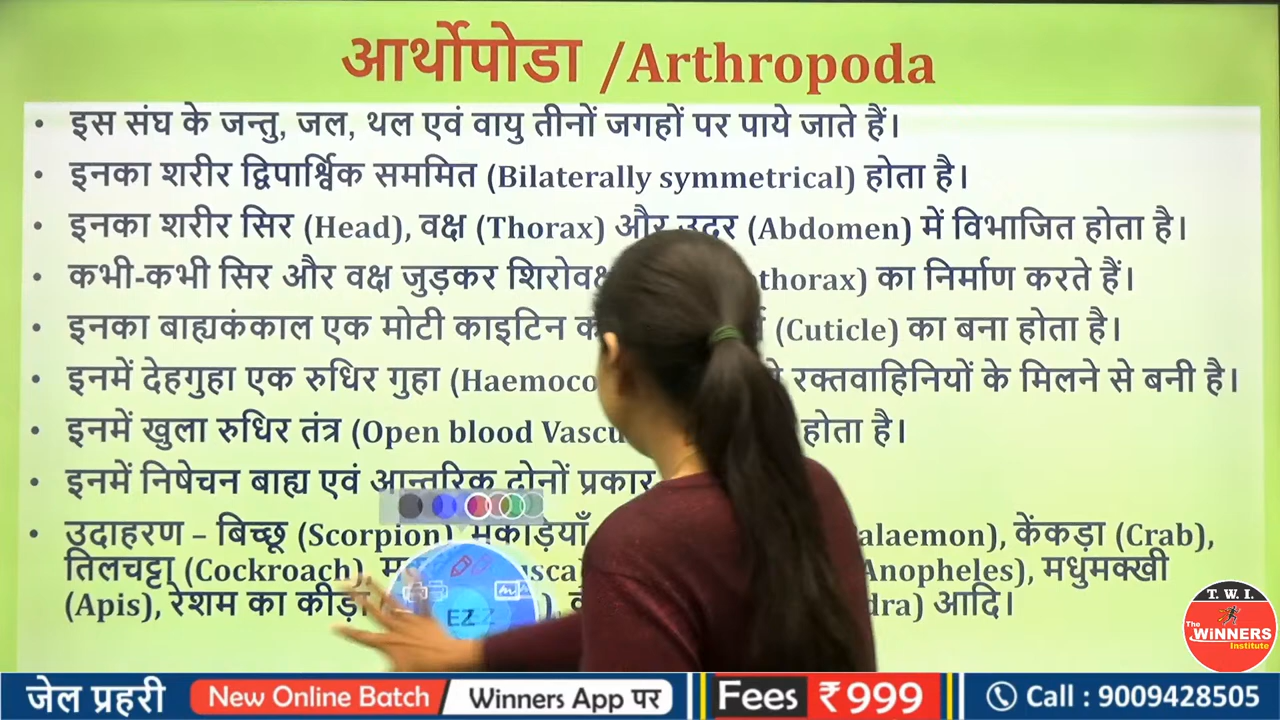 आर्थोपोडा /Arthropoda
• इस संघ के जन्तु, जल, थल एवं वायु तीनों जगहों पर पाये जाते हैं।
• इनका शरीर द्विपार्श्विक सममित (Bilaterally symmetrical) होता है।
• इनका शरीर सिर (Head), वक्ष (Thorax) और उदर (Abdomen) में विभाजित होता है।
• कभी-कभी सिर और वक्ष जुड़कर thorax) का निर्माण करते हैं।
• इनका बाह्यकंकाल एक मोटी काइटिन (Cuticle) का बना होता है।
• इनमें देहगुहा एक रुधिर गुहा रक्तवाहिनियों के मिलने से बनी है।
• इनमें खुला रुधिर तंत्र (Open blood होता है।
• इनमें निषेचन बाह्य एवं आन्तरिक दोनों प्रकार
• उदाहरण – बिच्छू (Scorpion), मकड़ियाँ alaemon), केंकड़ा (Crab),
तिलचट्टा (Cockroach), Anopheles), मधुमक्खी
(Apis), रेशम का कीड़ा dra) आदि।
EZ
T. W. I.
The
WiNNERS
Institute
जेल प्रहरी New Online Batch Winners App पर Fees ₹ 999 Call : 9009428505